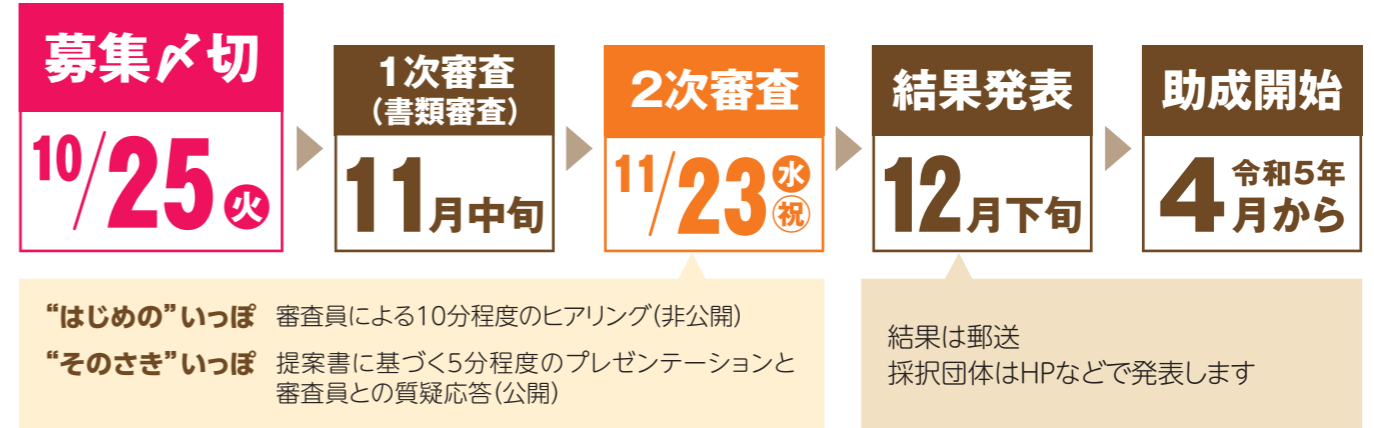 募集〆切
10/25火
1次審査
(書類審査)
11月中旬
2次審査
11/23水祝
結果発表
12月下旬
助成開始
令和5年
4月から
“はじめの”いっぽ 審査員による10分程度のヒアリング(非公開)
“そのさき”いっぽ 提案書に基づく5分程度のプレゼンテーションと
審査員との質疑応答(公開)
結果は郵送
採択団体はHPなどで発表します